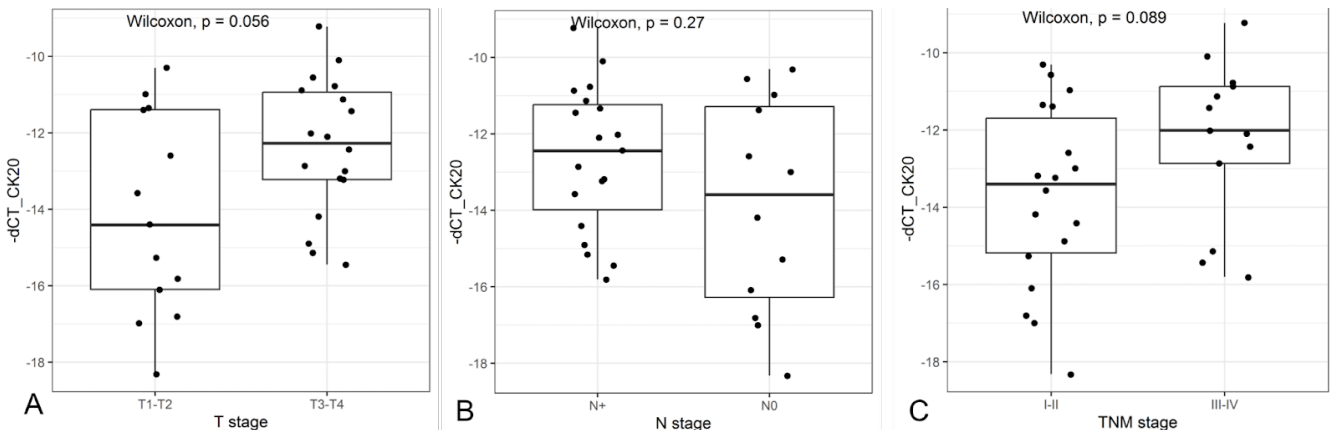 Wilcoxon, p = 0.056
-10
-12
-14
-16
-18
-dCT_CK20
T1-T2
T3-T4
T stage
A
Wilcoxon, p = 0.27
-10
-12
-14
-16
-18
-dCT_CK20
N+
N0
N stage
B
Wilcoxon, p = 0.089
-10
-12
-14
-16
-18
-dCT_CK20
I-II
III-IV
TNM stage
C